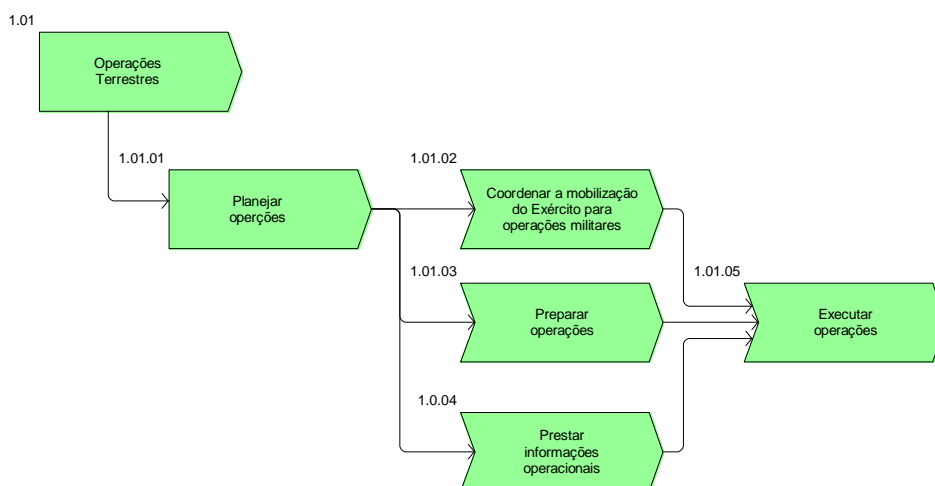 1.01
Operações
Terrestres
1.01.01
Planejar
operções
1.01.02
Coordenar a mobilização
do Exército para
operações militares
1.01.03
Preparar
operações
1.0.04
Prestar
informações
operacionais
1.01.05
Executar
operações